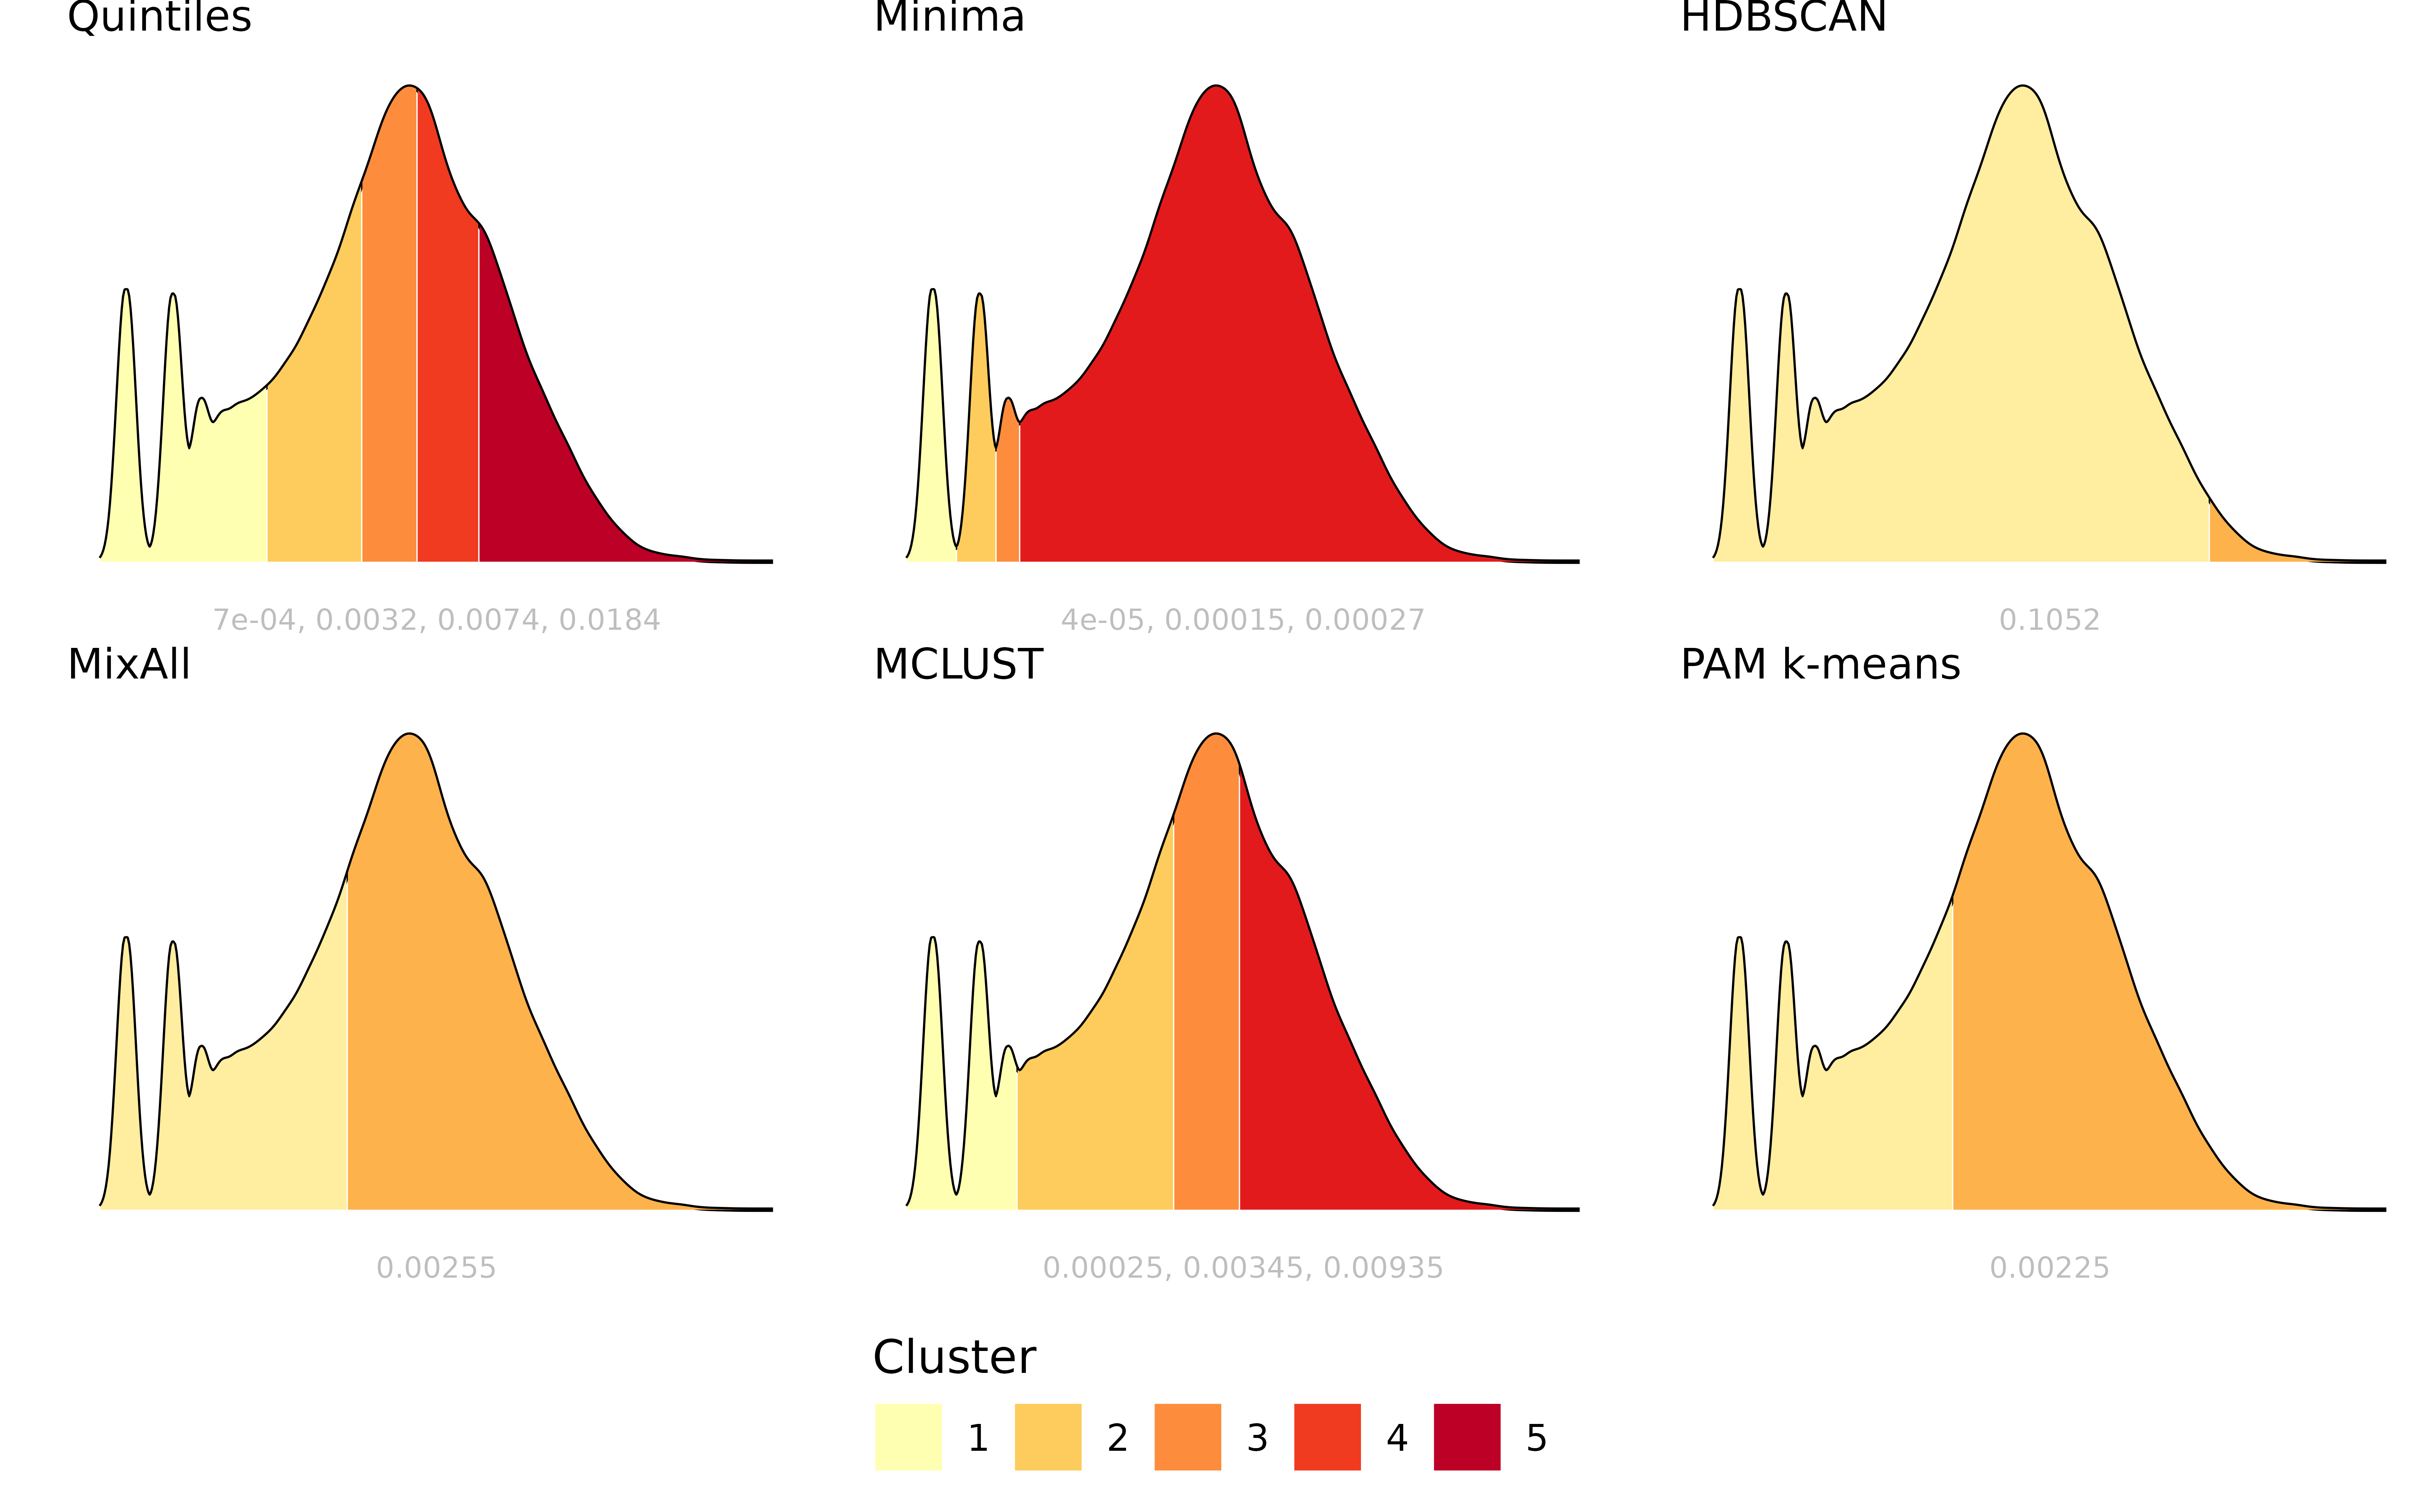 Quintiles
Minima
HDBSCAN
7e-04, 0.0032, 0.0074, 0.0184
4e-05, 0.00015, 0.00027
0.1052
MixAll
MCLUST
PAM k-means
0.00255
0.00025, 0.00345, 0.00935
0.00225
Cluster
1 2 3 4 5